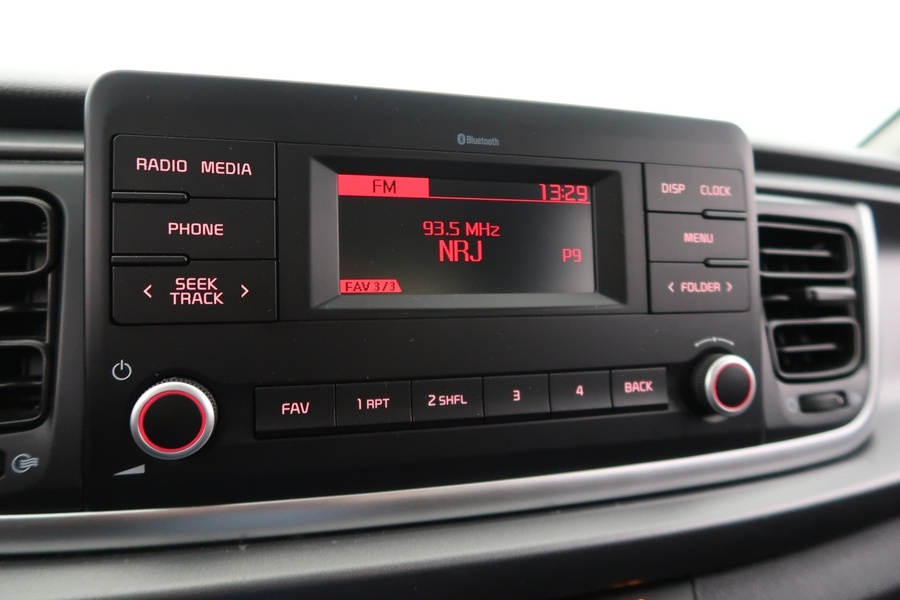 Bluetooth
RADIO MEDIA
PHONE
< SEEK TRACK >
FM 13:29
93.5 MHz
NRJ P9
FAV 3/3
DISP CLOCK
MENU
< FOLDER >
FAV 1 RPT 2 SHFL 3 4 BACK